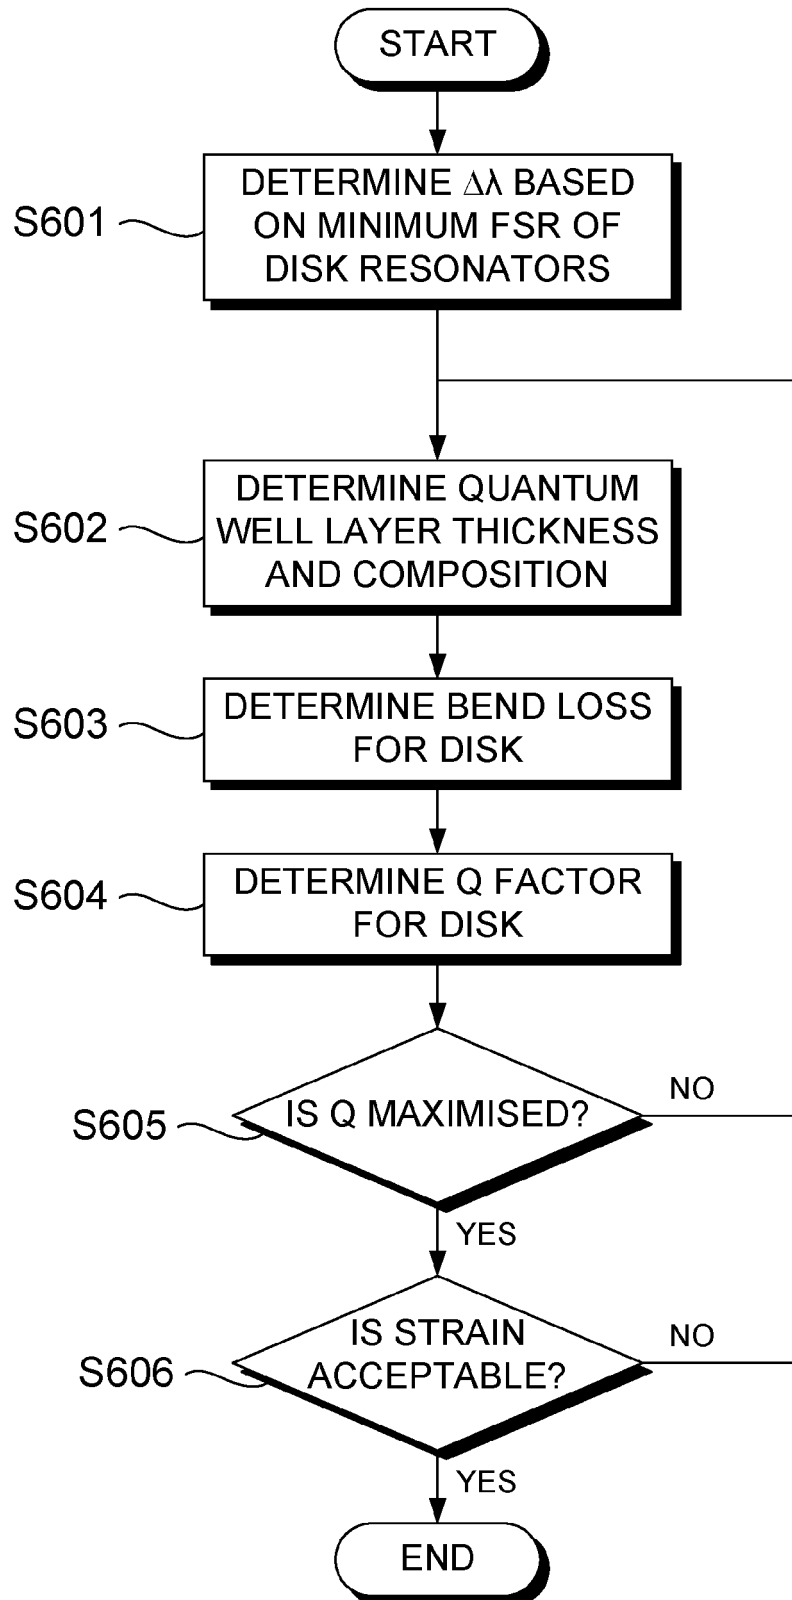 START
S601
DETERMINE Δλ BASED
ON MINIMUM FSR OF
DISK RESONATORS
S602
DETERMINE QUANTUM
WELL LAYER THICKNESS
AND COMPOSITION
S603
DETERMINE BEND LOSS
FOR DISK
S604
DETERMINE Q FACTOR
FOR DISK
S605
IS Q MAXIMISED?
NO
YES
S606
IS STRAIN
ACCEPTABLE?
NO
YES
END